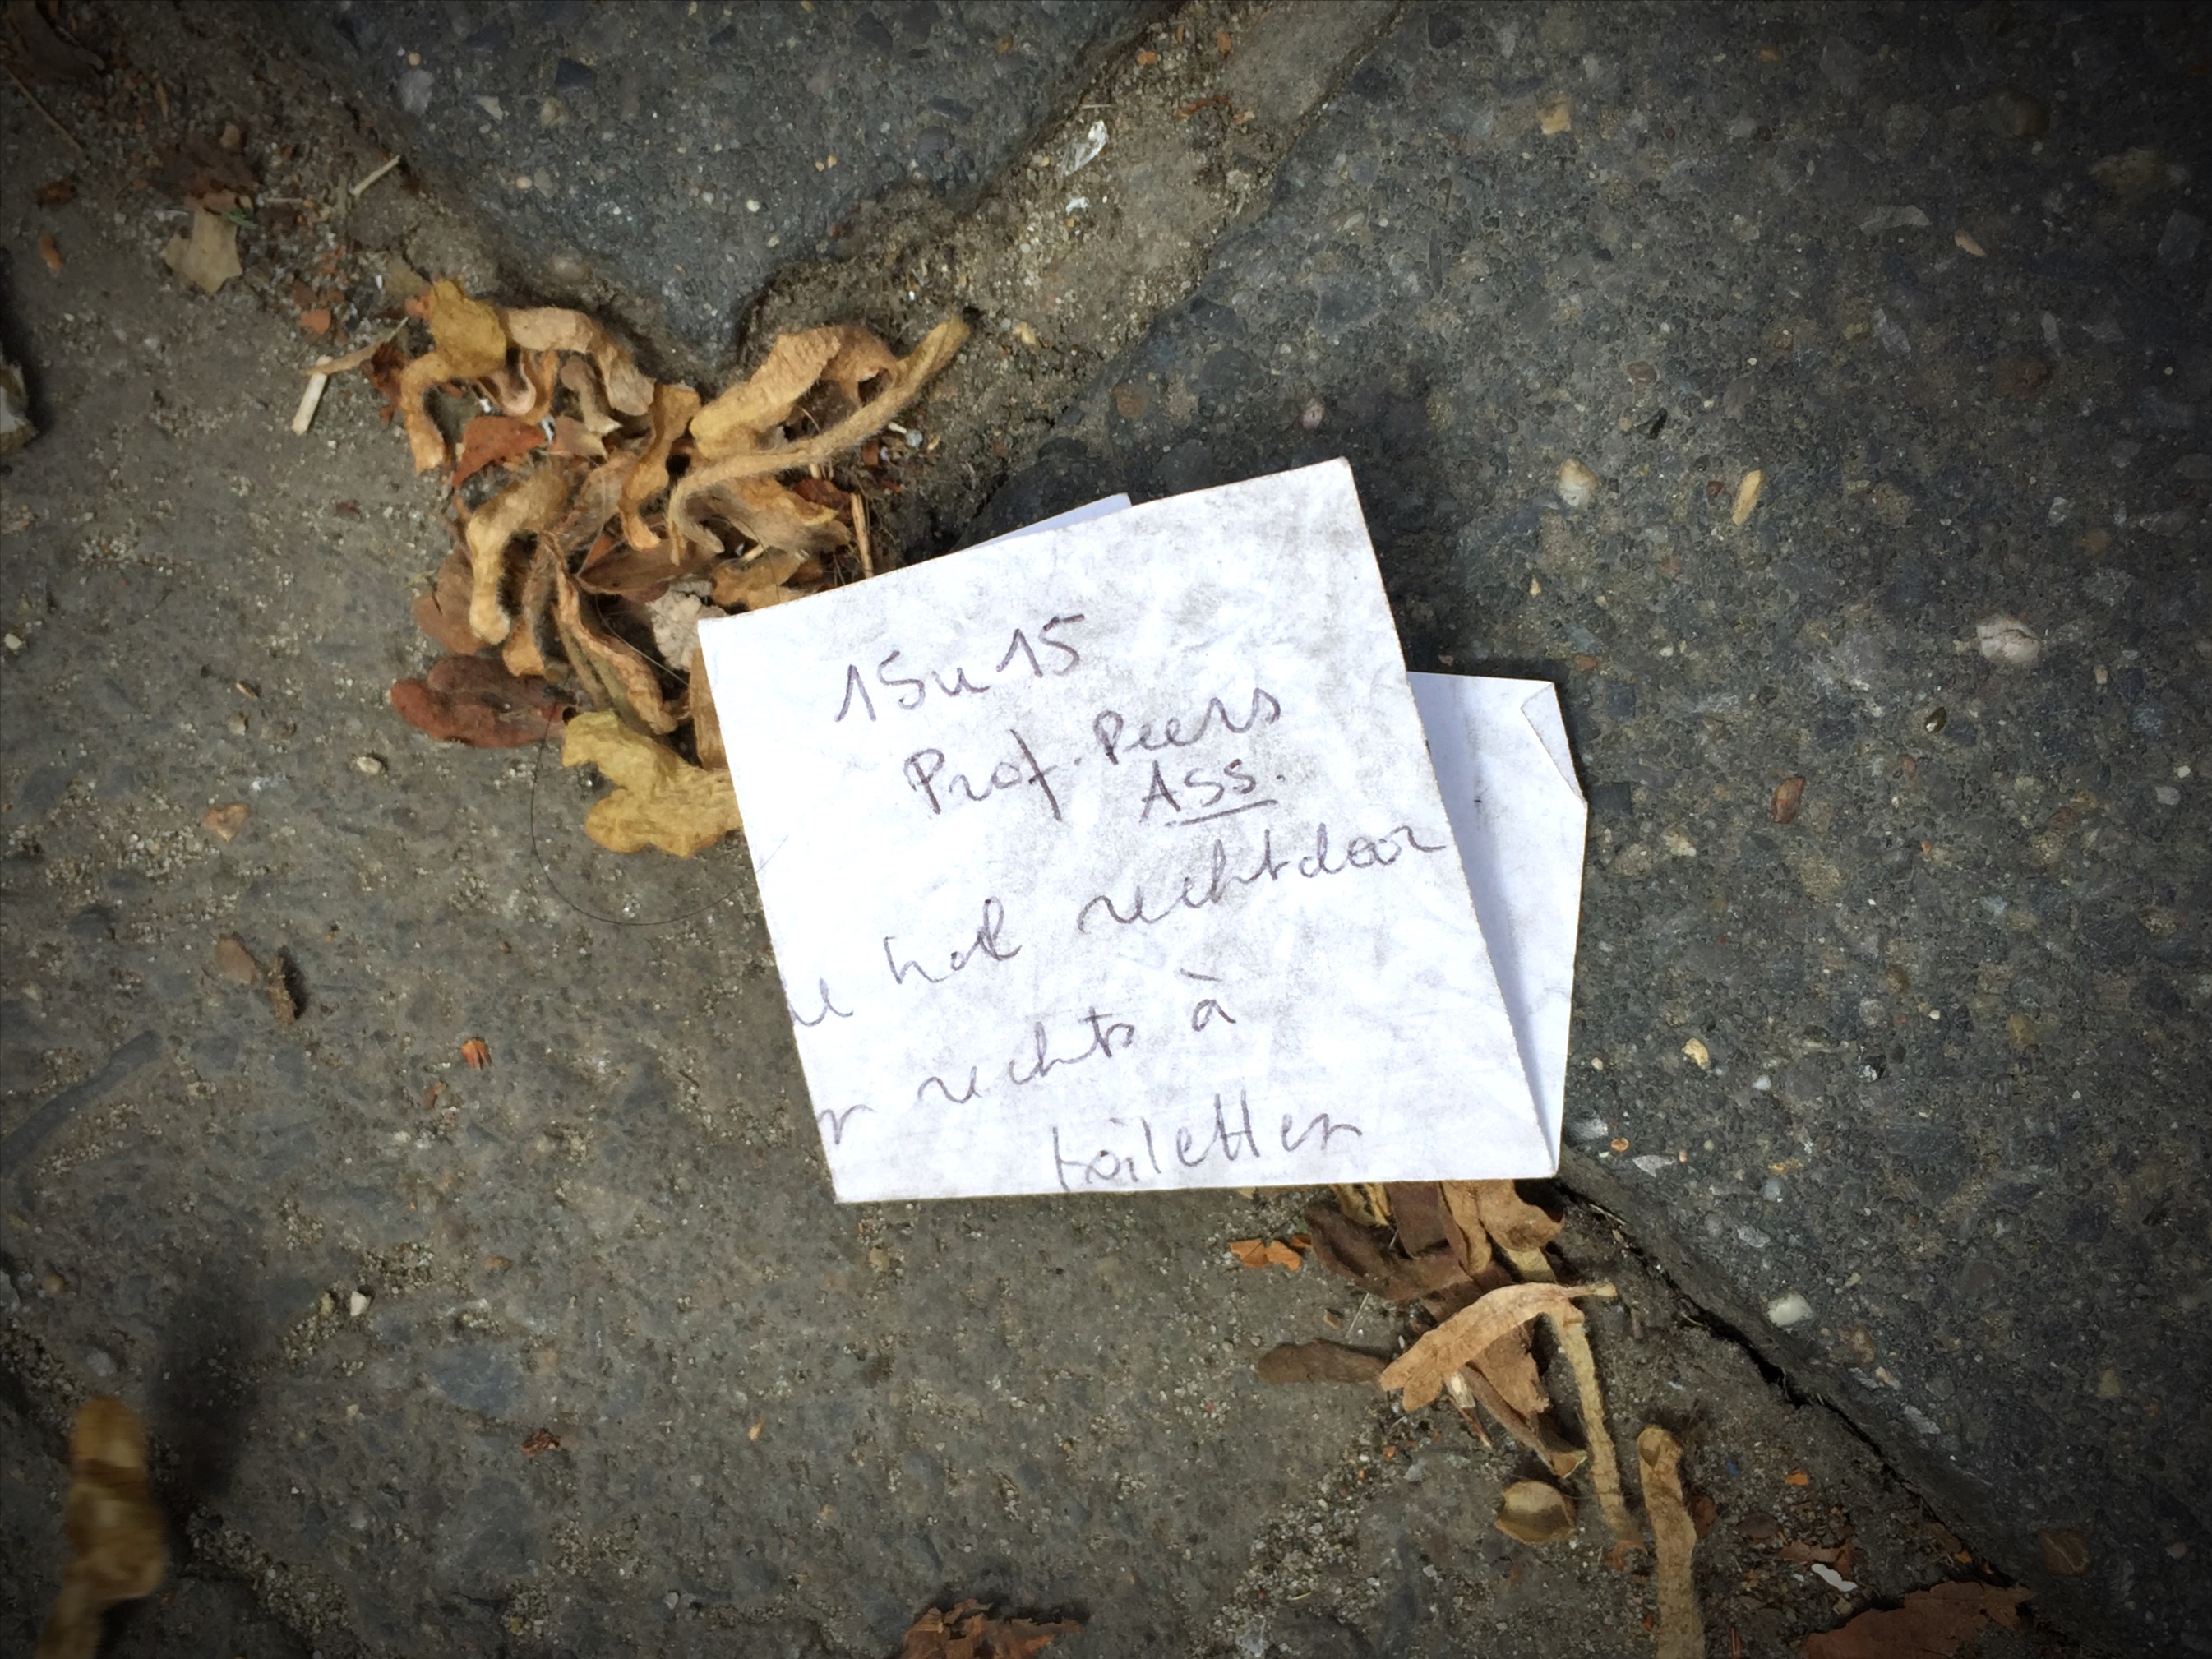 15u15
Prof. Peers
Ass.
hal rechtdoor
rechts à
toiletten